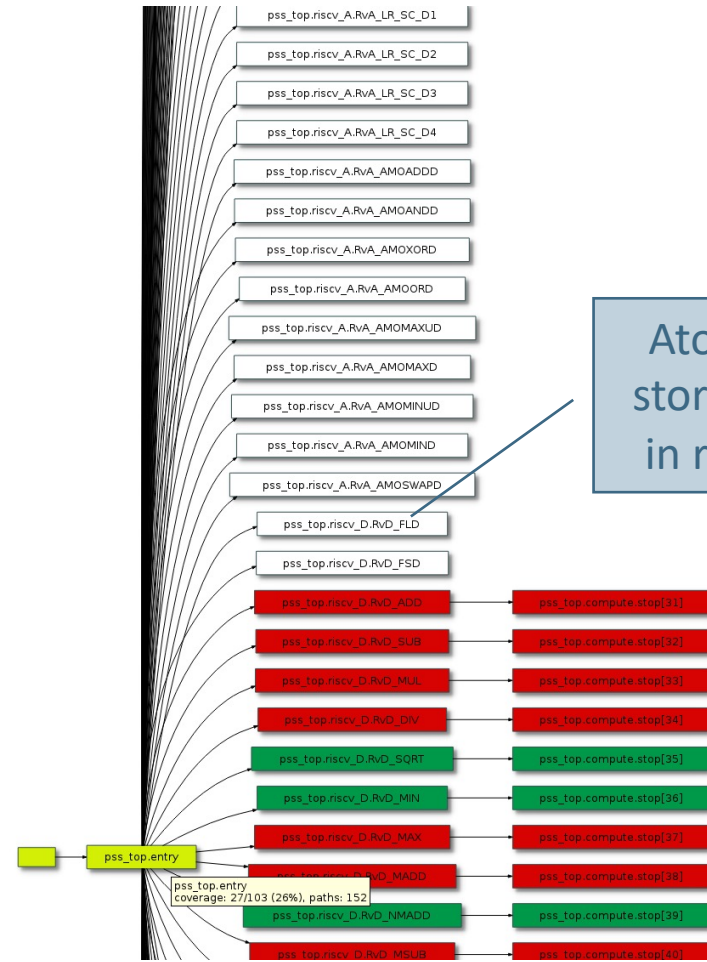 pss_top.riscv_A.RvA_LR_SC_D1
pss_top.riscv_A.RvA_LR_SC_D2
pss_top.riscv_A.RvA_LR_SC_D3
pss_top.riscv_A.RvA_LR_SC_D4
pss_top.riscv_A.RvA_AMOADDD
pss_top.riscv_A.RvA_AMOANDD
pss_top.riscv_A.RvA_AMOXORD
pss_top.riscv_A.RvA_AMOORD
pss_top.riscv_A.RvA_AMOMAXUD
pss_top.riscv_A.RvA_AMOMAXD
pss_top.riscv_A.RvA_AMOMINUD
pss_top.riscv_A.RvA_AMOMIND
pss_top.riscv_A.RvA_AMOSWAPD
Ato
stor
in r
pss_top.riscv_D.RvD_FLD
pss_top.riscv_D.RvD_FSD
pss_top.riscv_D.RvD_ADD pss_top.compute.stop[31]
pss_top.riscv_D.RvD_SUB pss_top.compute.stop[32]
pss_top.riscv_D.RvD_MUL pss_top.compute.stop[33]
pss_top.riscv_D.RvD_DIV pss_top.compute.stop[34]
pss_top.riscv_D.RvD_SQRT pss_top.compute.stop[35]
pss_top.riscv_D.RvD_MIN pss_top.compute.stop[36]
pss_top.riscv_D.RvD_MAX pss_top.compute.stop[37]
pss_top.entry
pss_top.riscv_D.RvD_MADD pss_top.compute.stop[38]
pss_top.entry
coverage: 27/103 (26%), paths: 152
pss_top.riscv_D.RvD_NMADD pss_top.compute.stop[39]
pss_top.riscv_D.RvD_MSUB pss_top.compute.stop[40]